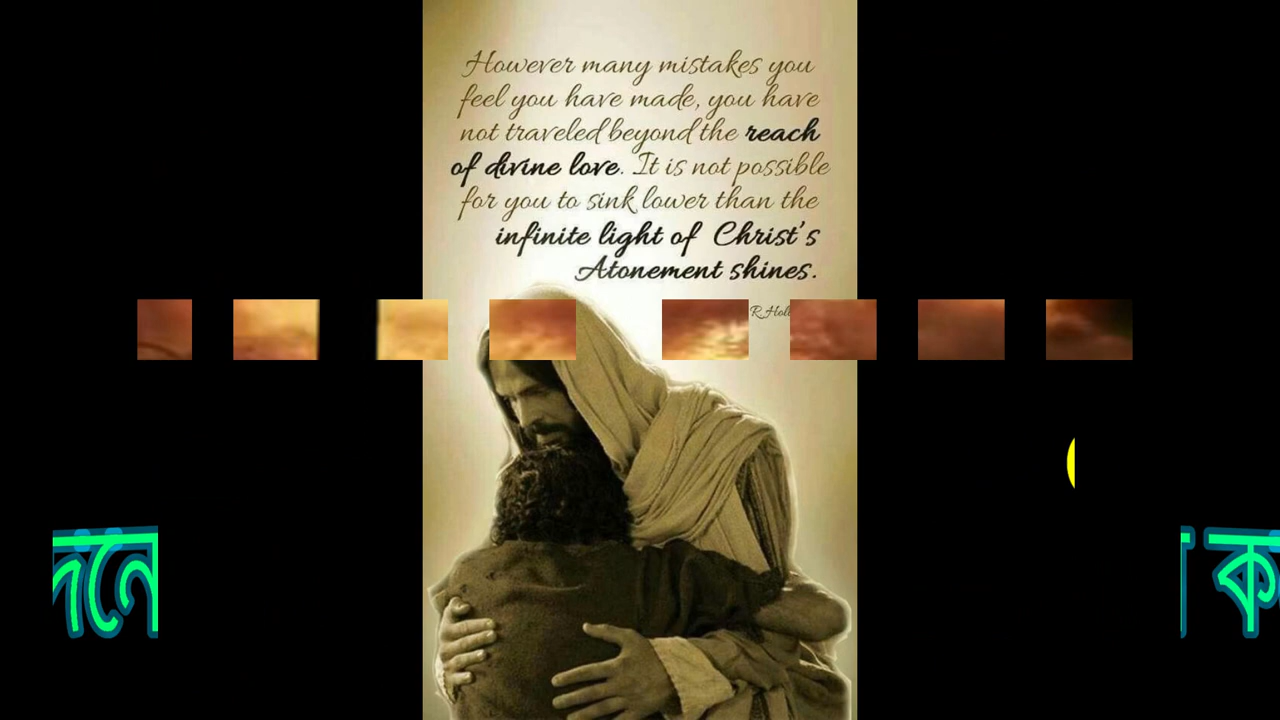 However many mistakes you
feel you have made, you have
not traveled beyond the reach
of divine love. It is not possible
for you to sink lower than the
infinite light of Christ's
Atonement shines.
ক